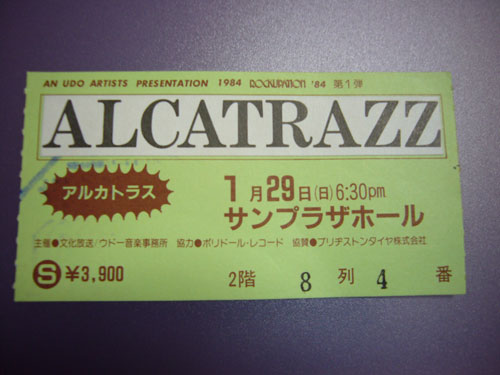 AN UDO ARTISTS PRESENTATION 1984 ROCKUPATION '84 第1弾
ALCATRAZZ
アルカトラス
1月29日(日)6:30pm
サンプラザホール
主催●文化放送/ウドー音楽事務所 協力●ポリドール・レコード 協賛●ブリヂストンタイヤ株式会社
S ¥3,900
2階 8 列 4 番